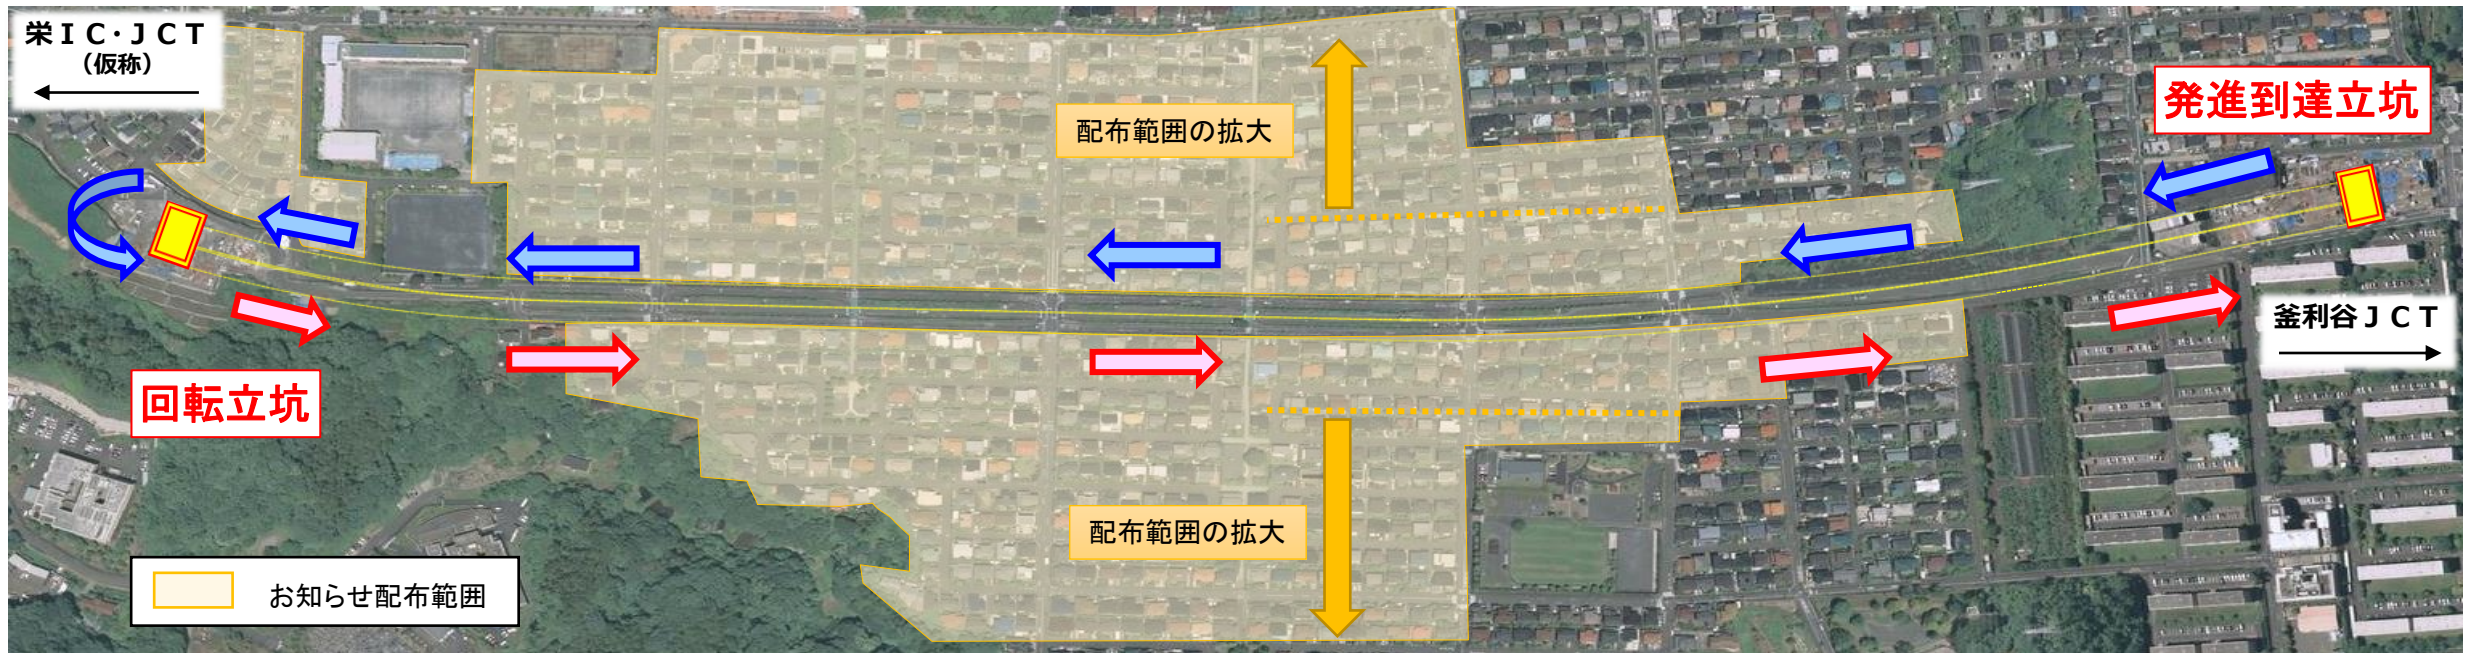 栄ＩＣ・ＪＣＴ
（仮称）
発進到達立坑
配布範囲の拡大
釜利谷ＪＣＴ
回転立坑
配布範囲の拡大
お知らせ配布範囲